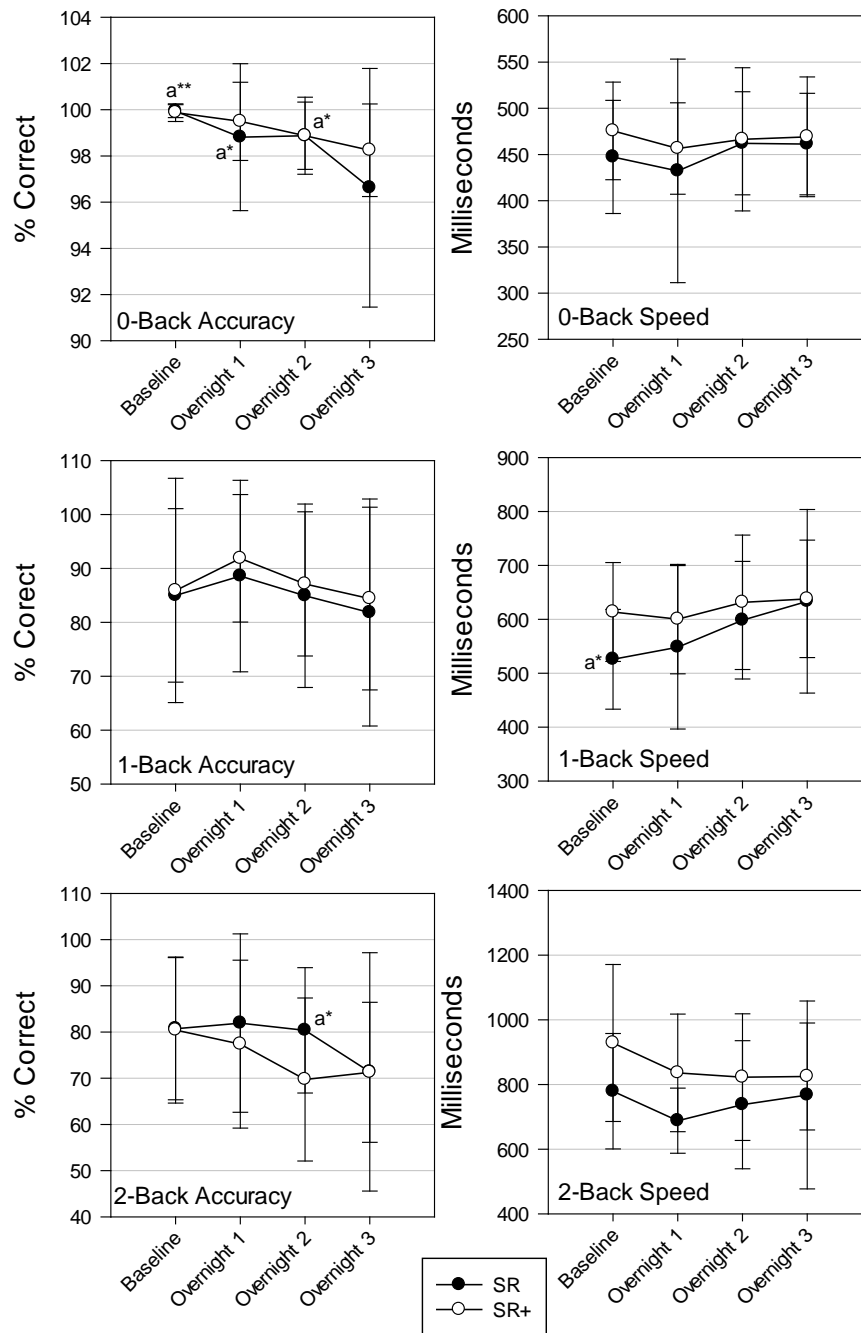 104
102
100
98
96
94
92
90
% Correct
a**
a*
a*
0-Back Accuracy
Baseline
Overnight 1
Overnight 2
Overnight 3
600
550
500
450
400
350
300
250
Milliseconds
0-Back Speed
Baseline
Overnight 1
Overnight 2
Overnight 3
110
100
90
80
70
60
50
% Corect
1-Back Accuracy
Baseline
Overnight 1
Overnight 2
Overnight 3
900
800
700
600
500
400
300
Milliseconds
a*
1-Back Speed
Baseline
Overnight 1
Overnight 2
Overnight 3
110
100
90
80
70
60
50
40
% Correct
a*
2-Back Accuracy
Baseline
Overnight 1
Overnight 2
Overnight 3
1400
1200
1000
800
600
400
Milliseconds
2-Back Speed
Baseline
Overnight 1
Overnight 2
Overnight 3
SR
SR+